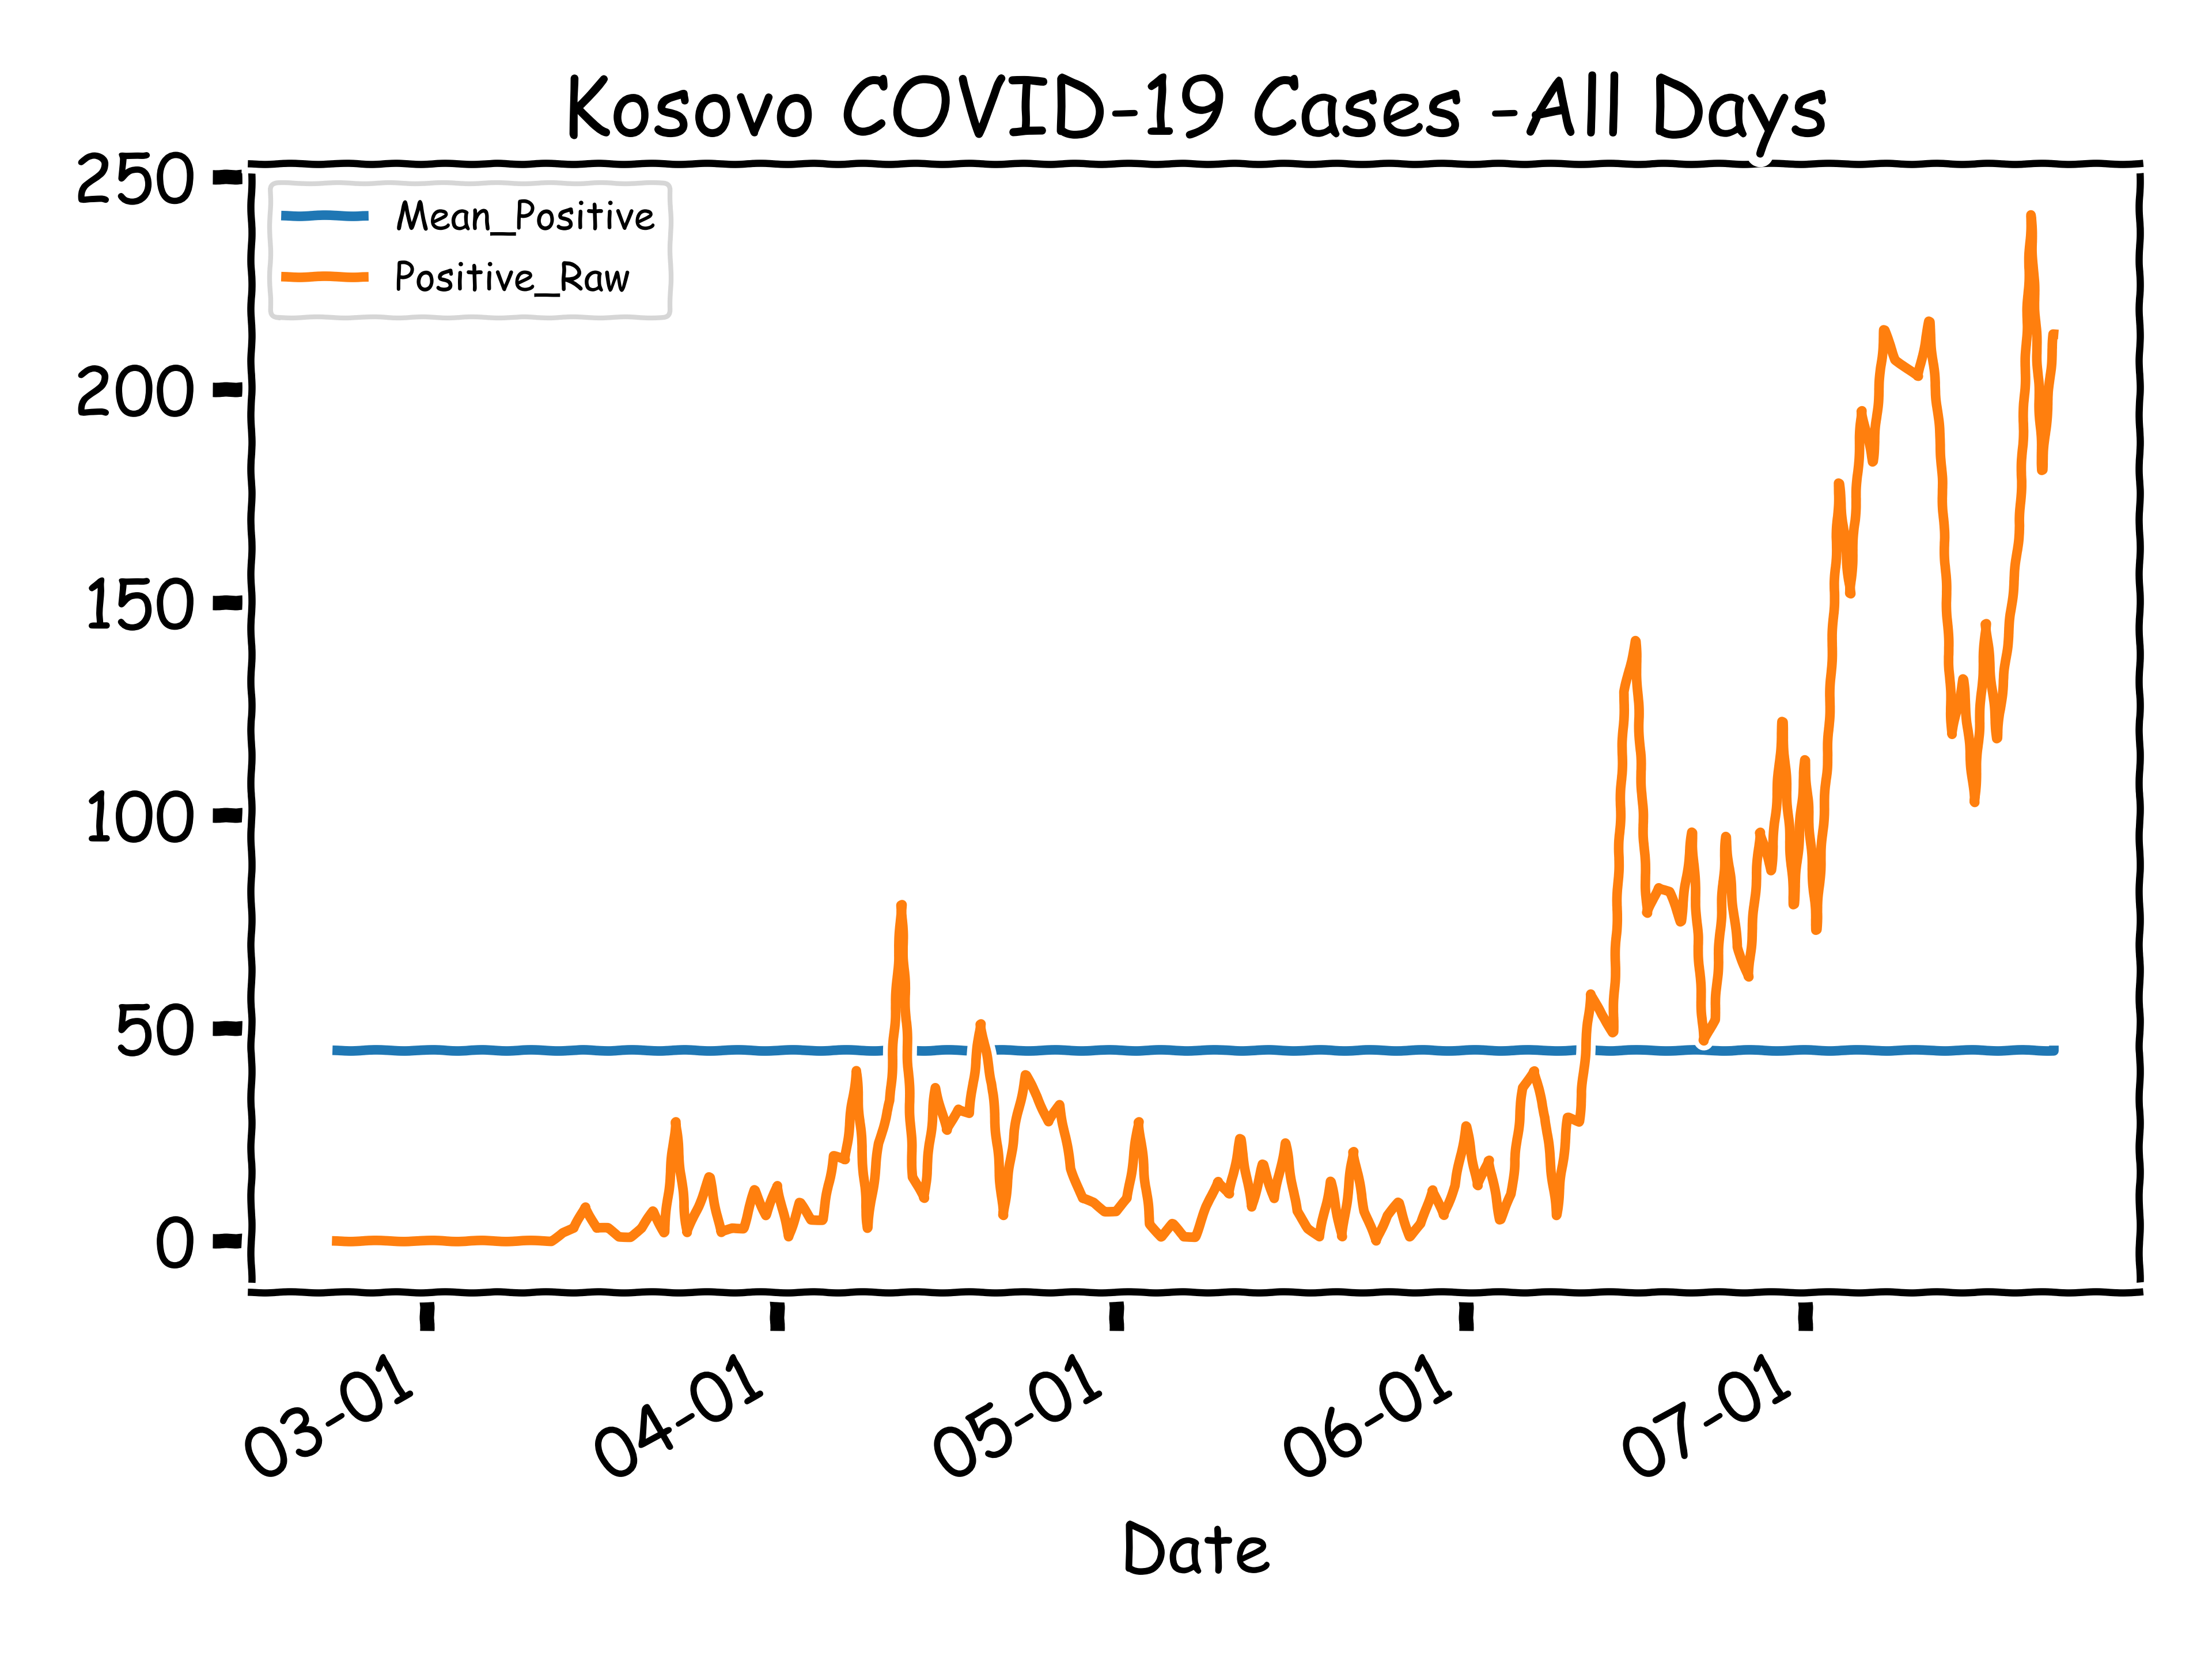 Kosovo COVID-19 Cases - All Days
Mean_Positive
Positive_Raw
250
200
150
100
50
0
03-01
04-01
05-01
06-01
07-01
Date